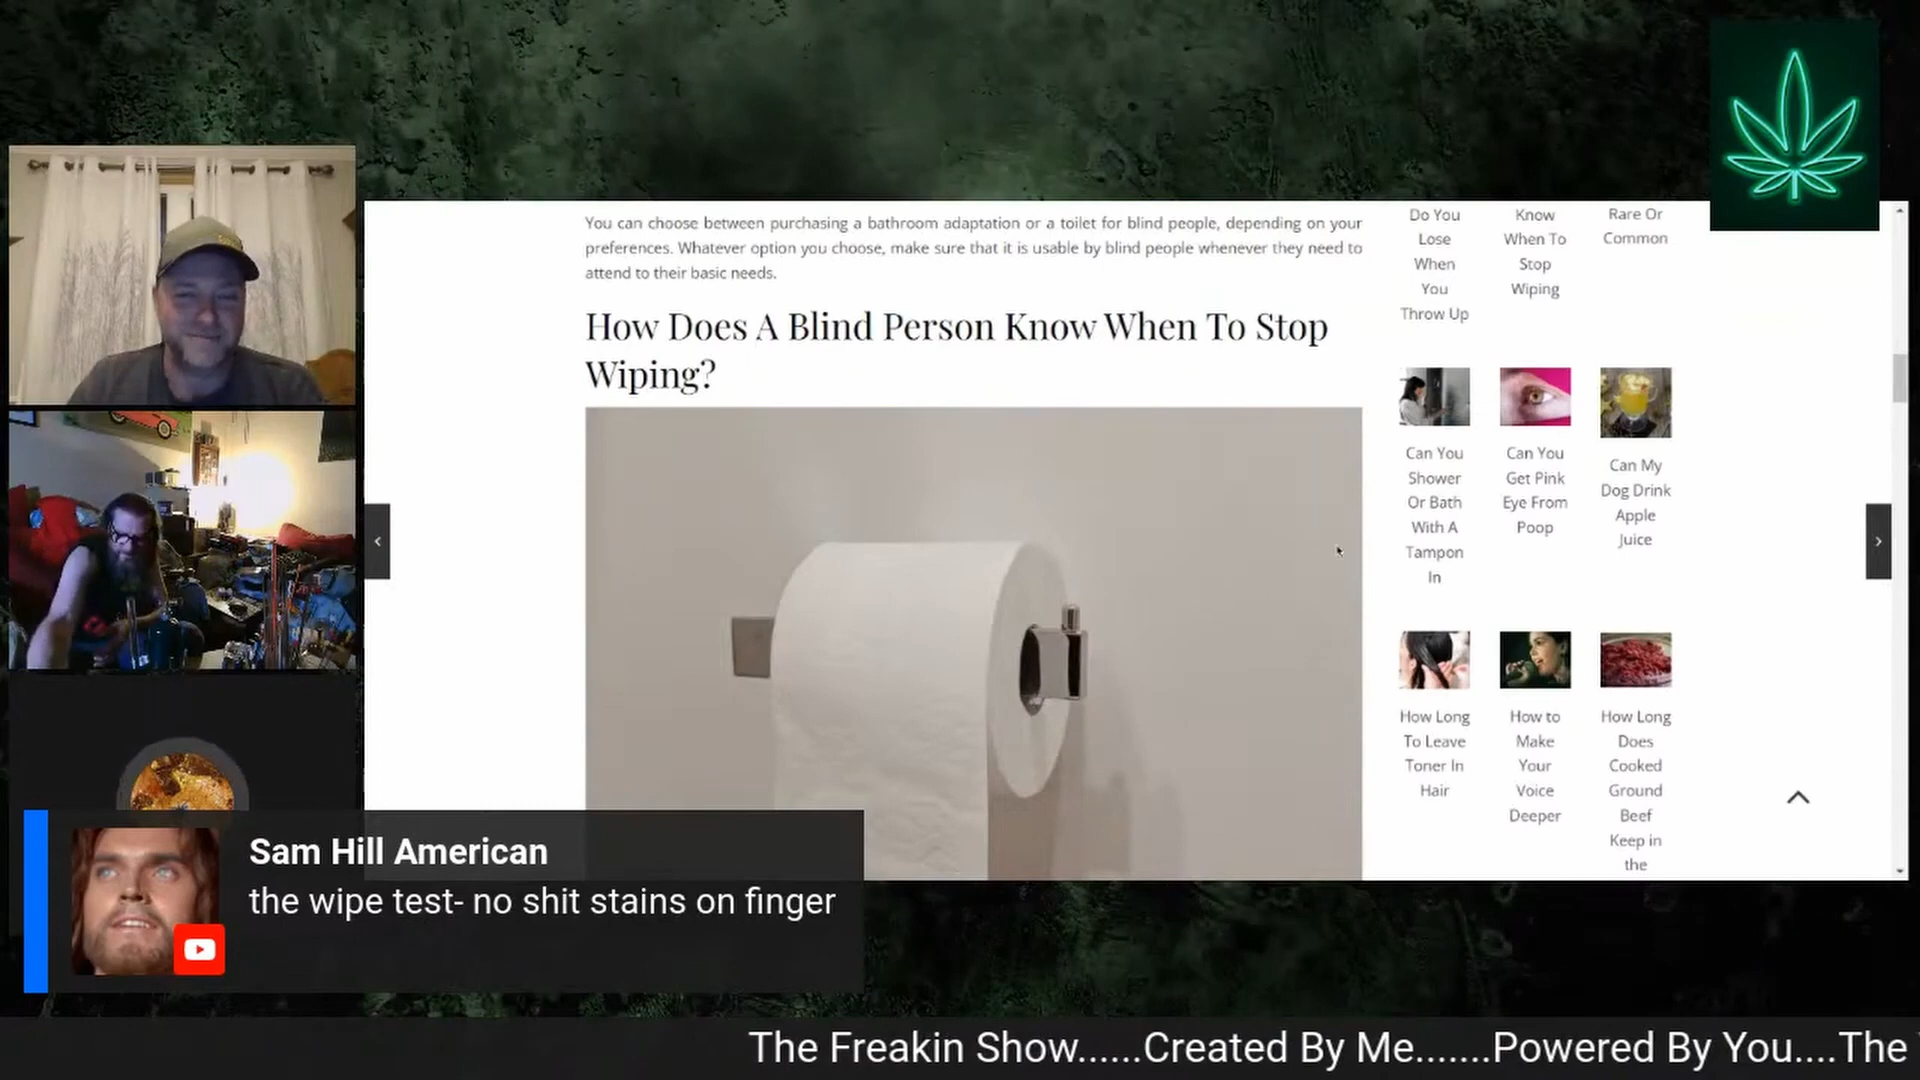 You can choose between purchasing a bathroom adaptation or a toilet for blind people, depending on your
preferences. Whatever option you choose, make sure that it is usable by blind people whenever they need to
attend to their basic needs.
How Does A Blind Person Know When To Stop
Wiping?
Do You
Lose
When
You
Throw Up
Know
When To
Stop
Wiping
Rare Or
Common
Can You
Shower
Or Bath
With A
Tampon
In
Can You
Get Pink
Eye From
Poop
Can My
Dog Drink
Apple
Juice
How Long
To Leave
Toner In
Hair
How to
Make
Your
Voice
Deeper
How Long
Does
Cooked
Ground
Beef
Keep in
the
Sam Hill American
the wipe test- no shit stains on finger
The Freakin Show......Created By Me.......Powered By You....The